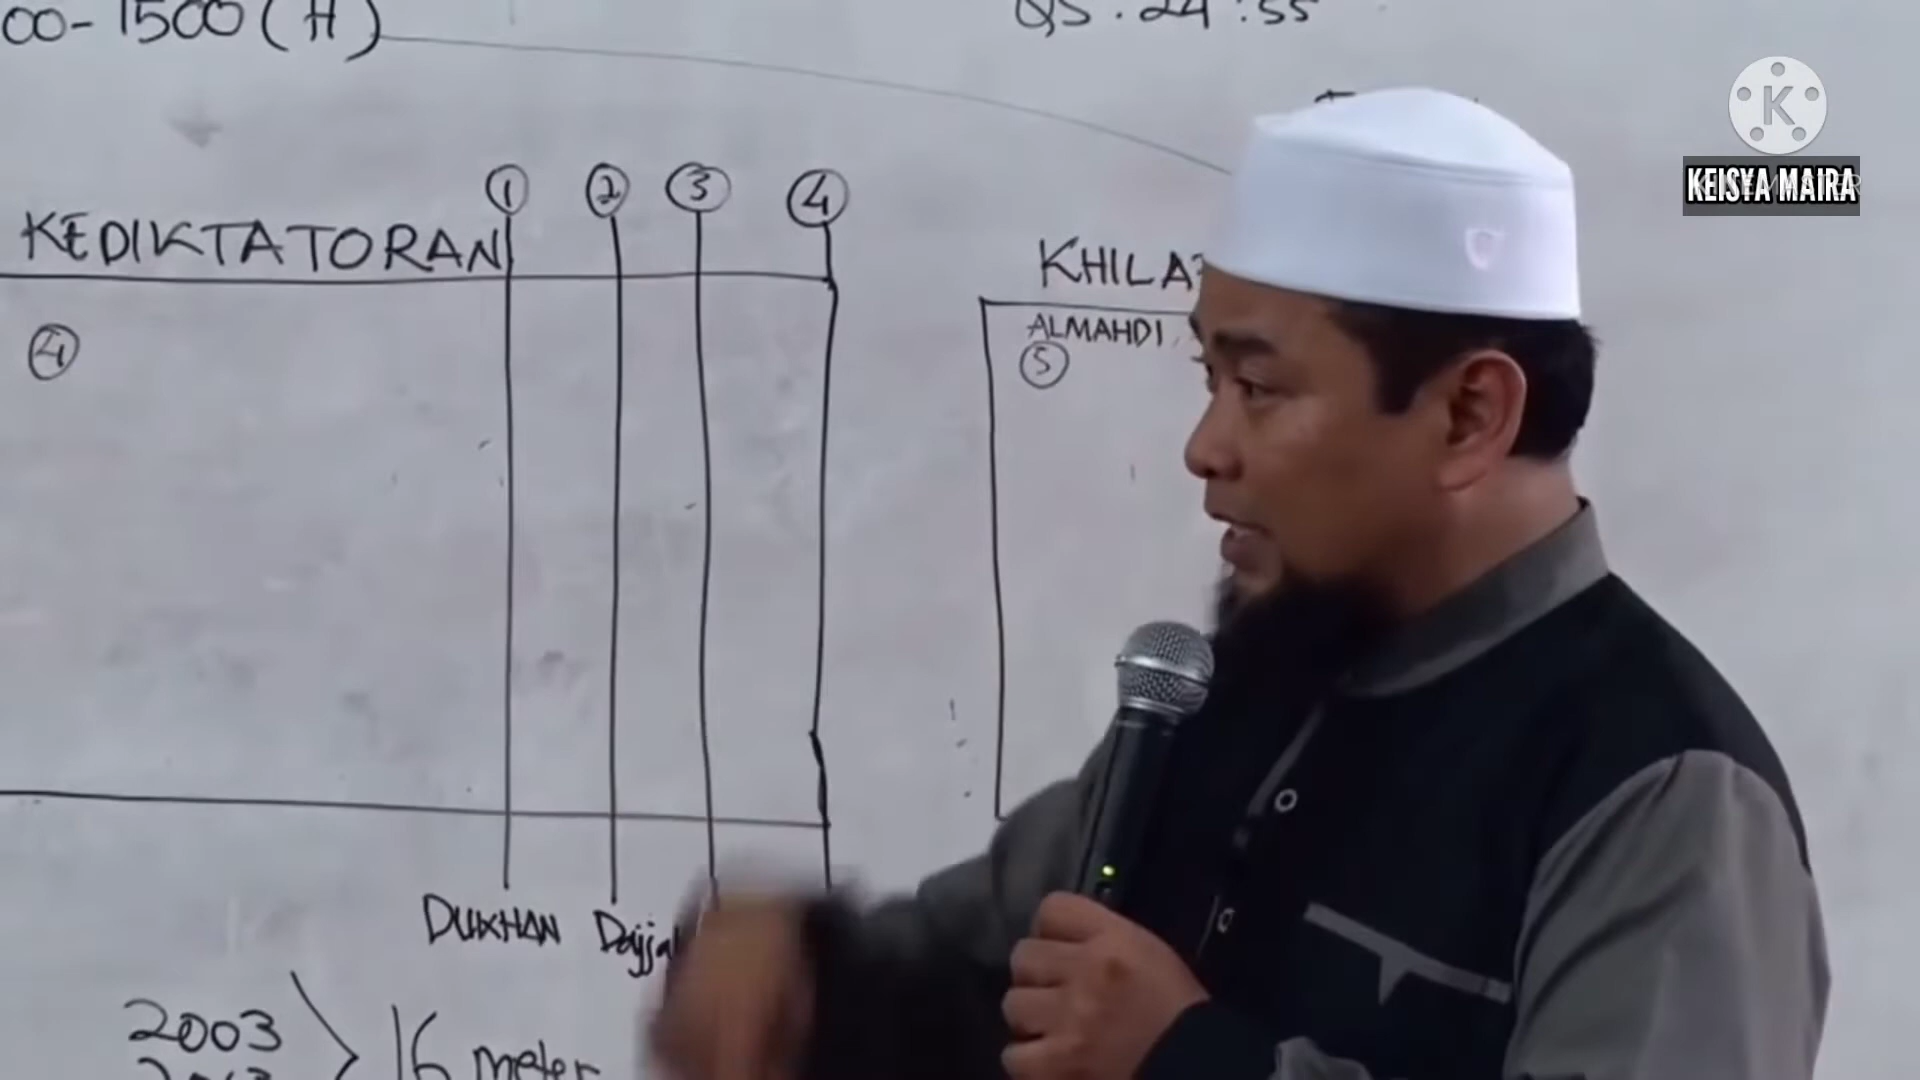 00-1500 (H)
QS. 24:55
K
KEISYA MAIRA
1 2 3 4
KEDIKTATORAN
4
ALMAHDI
5
DUKHAN
2003
16 meter